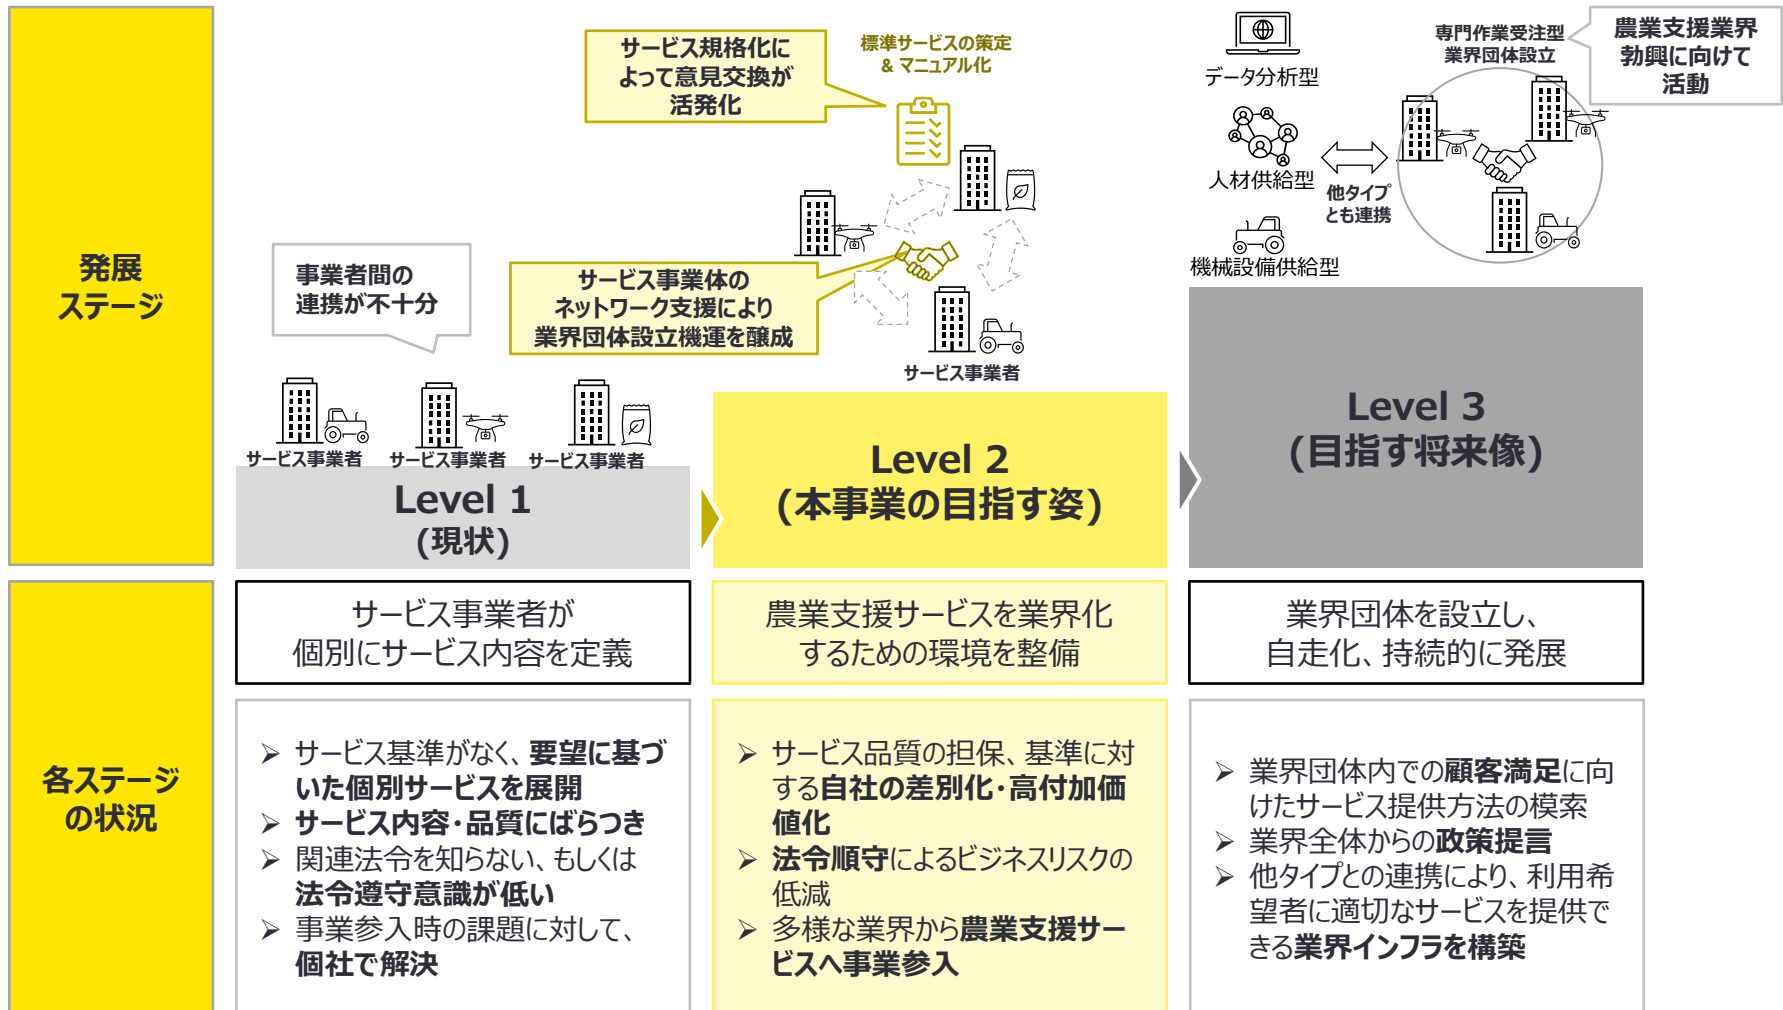 発展
ステージ
事業者間の
連携が不十分
サービス事業者
サービス事業者
サービス事業者
Level 1
(現状)
サービス規格化に
よって意見交換が
活発化
標準サービスの策定
& マニュアル化
サービス事業体の
ネットワーク支援により
業界団体設立機運を醸成
サービス事業者
Level 2
(本事業の目指す姿)
データ分析型
人材供給型
機械設備供給型
他タイプ
とも連携
専門作業受注型
業界団体設立
農業支援業界
勃興に向けて
活動
Level 3
(目指す将来像)
各ステージ
の状況
サービス事業者が
個別にサービス内容を定義
農業支援サービスを業界化
するための環境を整備
業界団体を設立し、
自走化、持続的に発展
➢ サービス基準がなく、要望に基づ
いた個別サービスを展開
➢ サービス内容・品質にばらつき
➢ 関連法令を知らない、もしくは
法令遵守意識が低い
➢ 事業参入時の課題に対して、
個社で解決
➢ サービス品質の担保、基準に対
する自社の差別化・高付加価
値化
➢ 法令順守によるビジネスリスクの
低減
➢ 多様な業界から農業支援サー
ビスへ事業参入
➢ 業界団体内での顧客満足に向
けたサービス提供方法の模索
➢ 業界全体からの政策提言
➢ 他タイプとの連携により、利用希
望者に適切なサービスを提供で
きる業界インフラを構築